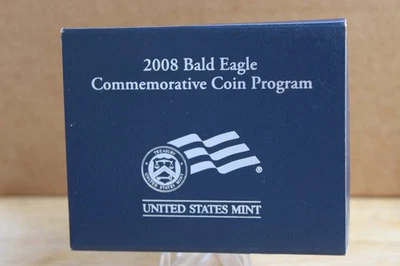 2008 Bald Eagle
Commemorative Coin Program
®
UNITED STATES MINT